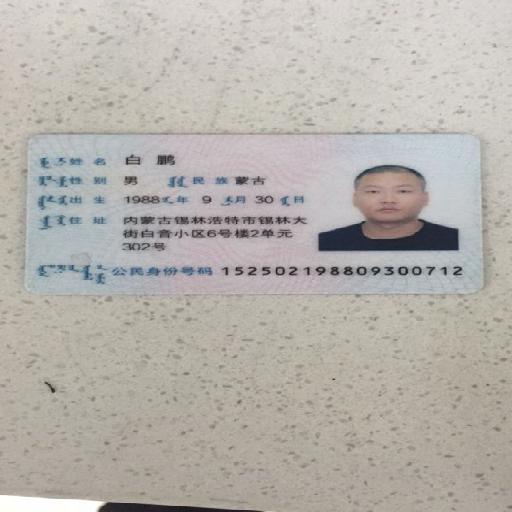 姓名 白鹏
性别 男 民族 蒙古
出生 1988年 9月 30日
住址 内蒙古锡林浩特市锡林大
街白音小区6号楼2单元
302号
公民身份号码 152502198809300712